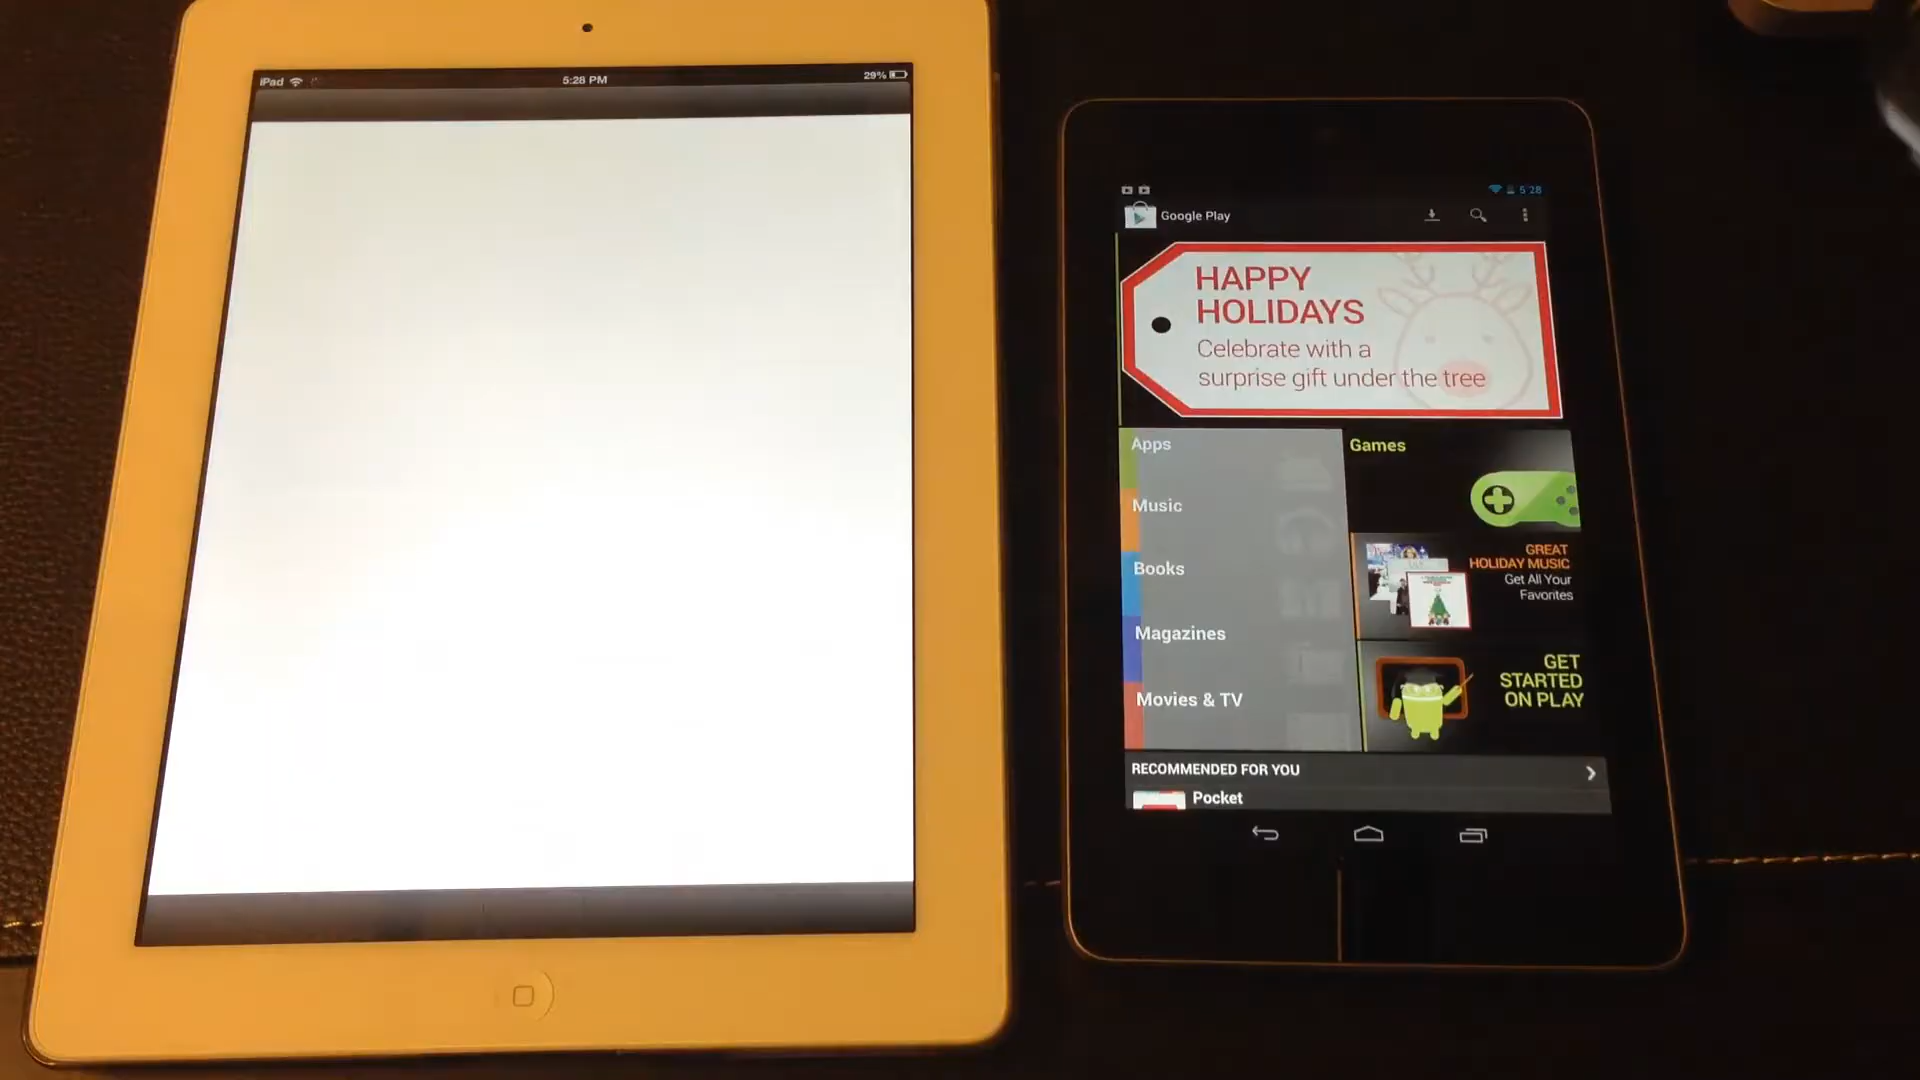 iPad
5:28 PM
29%
5:28
Google Play
HAPPY
HOLIDAYS
Celebrate with a
surprise gift under the tree
Apps
Games
Music
GREAT
HOLIDAY MUSIC
Get All Your
Favorites
Books
Magazines
GET
STARTED
ON PLAY
Movies & TV
RECOMMENDED FOR YOU
Pocket